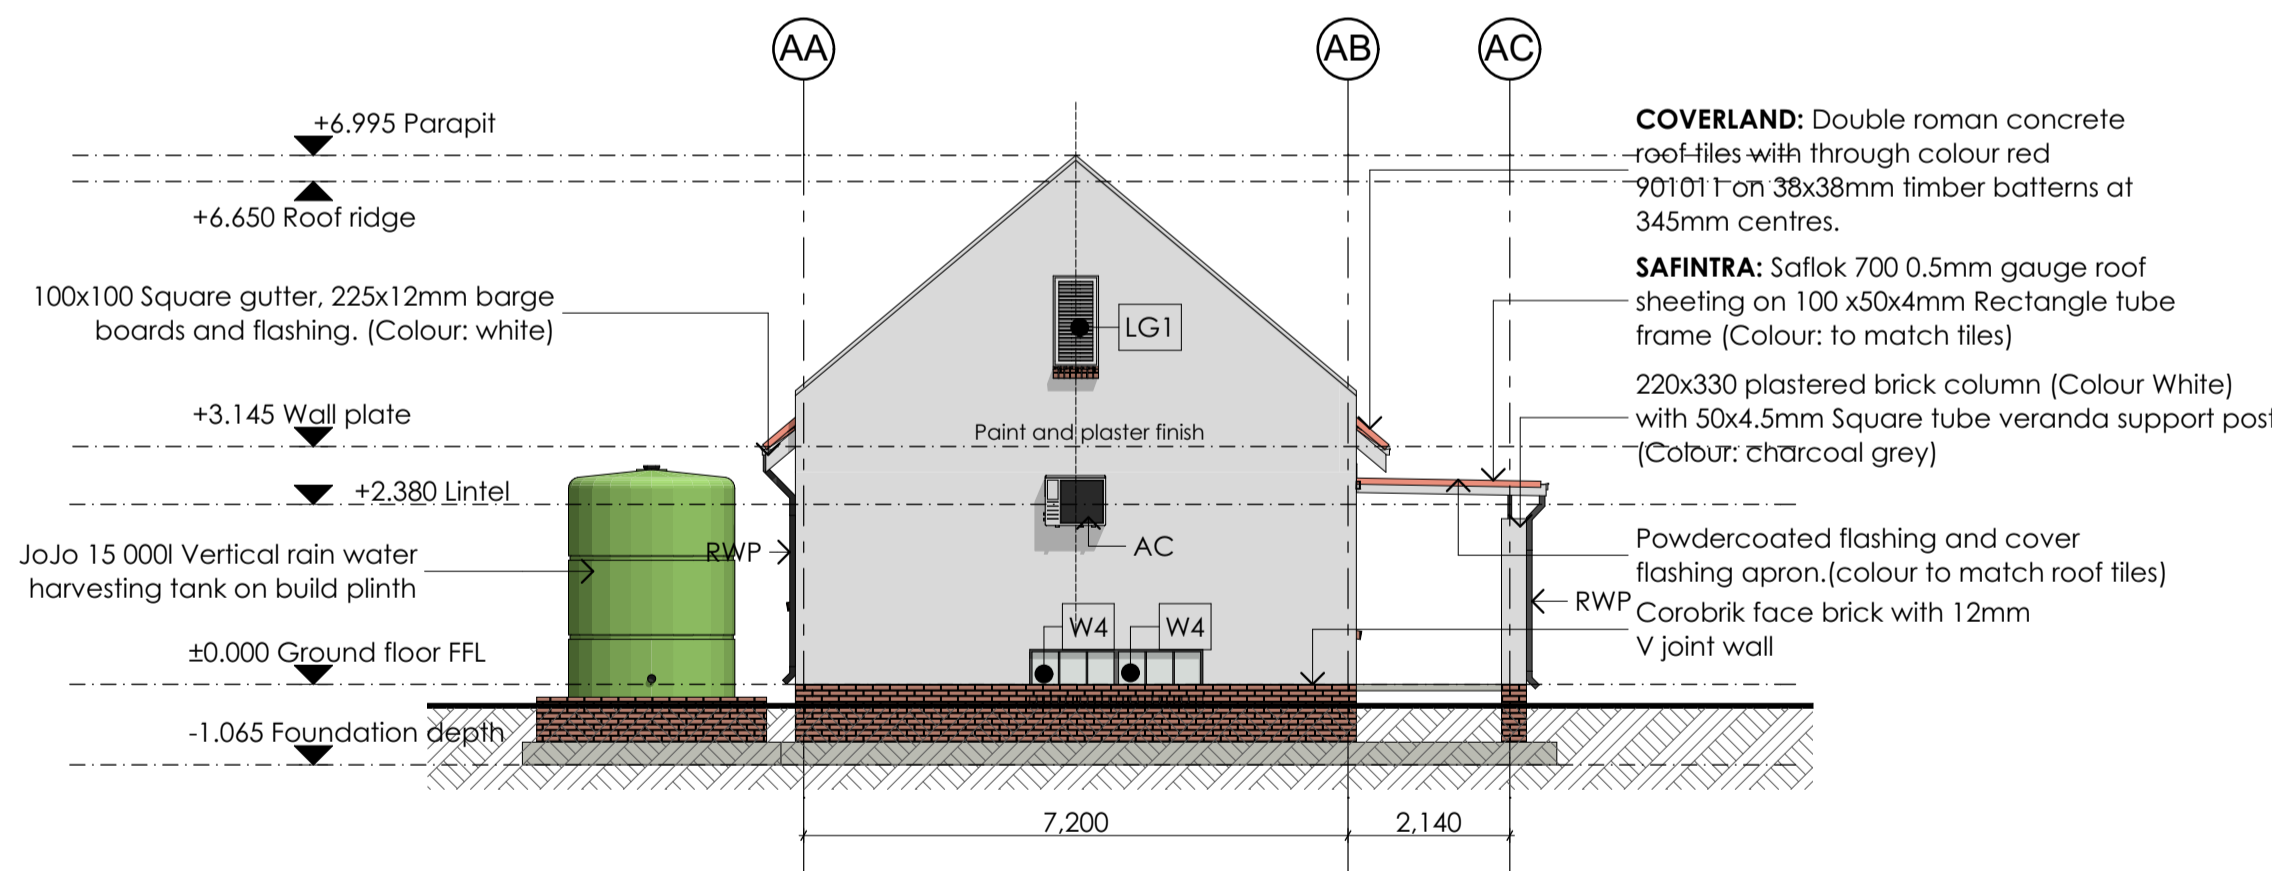 AA
AB
AC
+6.995 Parapit
+6.650 Roof ridge
100x100 Square gutter, 225x12mm barge
boards and flashing. (Colour: white)
+3.145 Wall plate
+2.380 Lintel
JoJo 15 000l Vertical rain water
harvesting tank on build plinth
±0.000 Ground floor FFL
-1.065 Foundation depth
RWP
LG1
Paint and plaster finish
AC
W4
W4
COVERLAND: Double roman concrete
roof tiles with through colour red
901011 on 38x38mm timber batterns at
345mm centres.
SAFINTRA: Saflok 700 0.5mm gauge roof
sheeting on 100 x50x4mm Rectangle tube
frame (Colour: to match tiles)
220x330 plastered brick column (Colour White)
with 50x4.5mm Square tube veranda support post
(Colour: charcoal grey)
Powdercoated flashing and cover
flashing apron.(colour to match roof tiles)
RWP
Corobrik face brick with 12mm
V joint wall
7,200
2,140